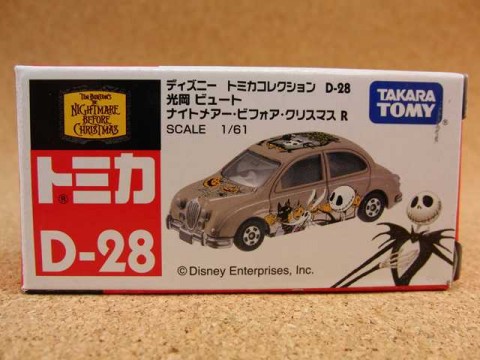 Tim Burton's
NIGHTMARE
BEFORE
CHRISTMAS
トミカ
®
D-28
ディズニー トミカコレクション D-28
光岡 ビュート
ナイトメアー・ビフォア・クリスマス R
SCALE 1/61
TAKARA
TOMY
©Disney Enterprises, Inc.